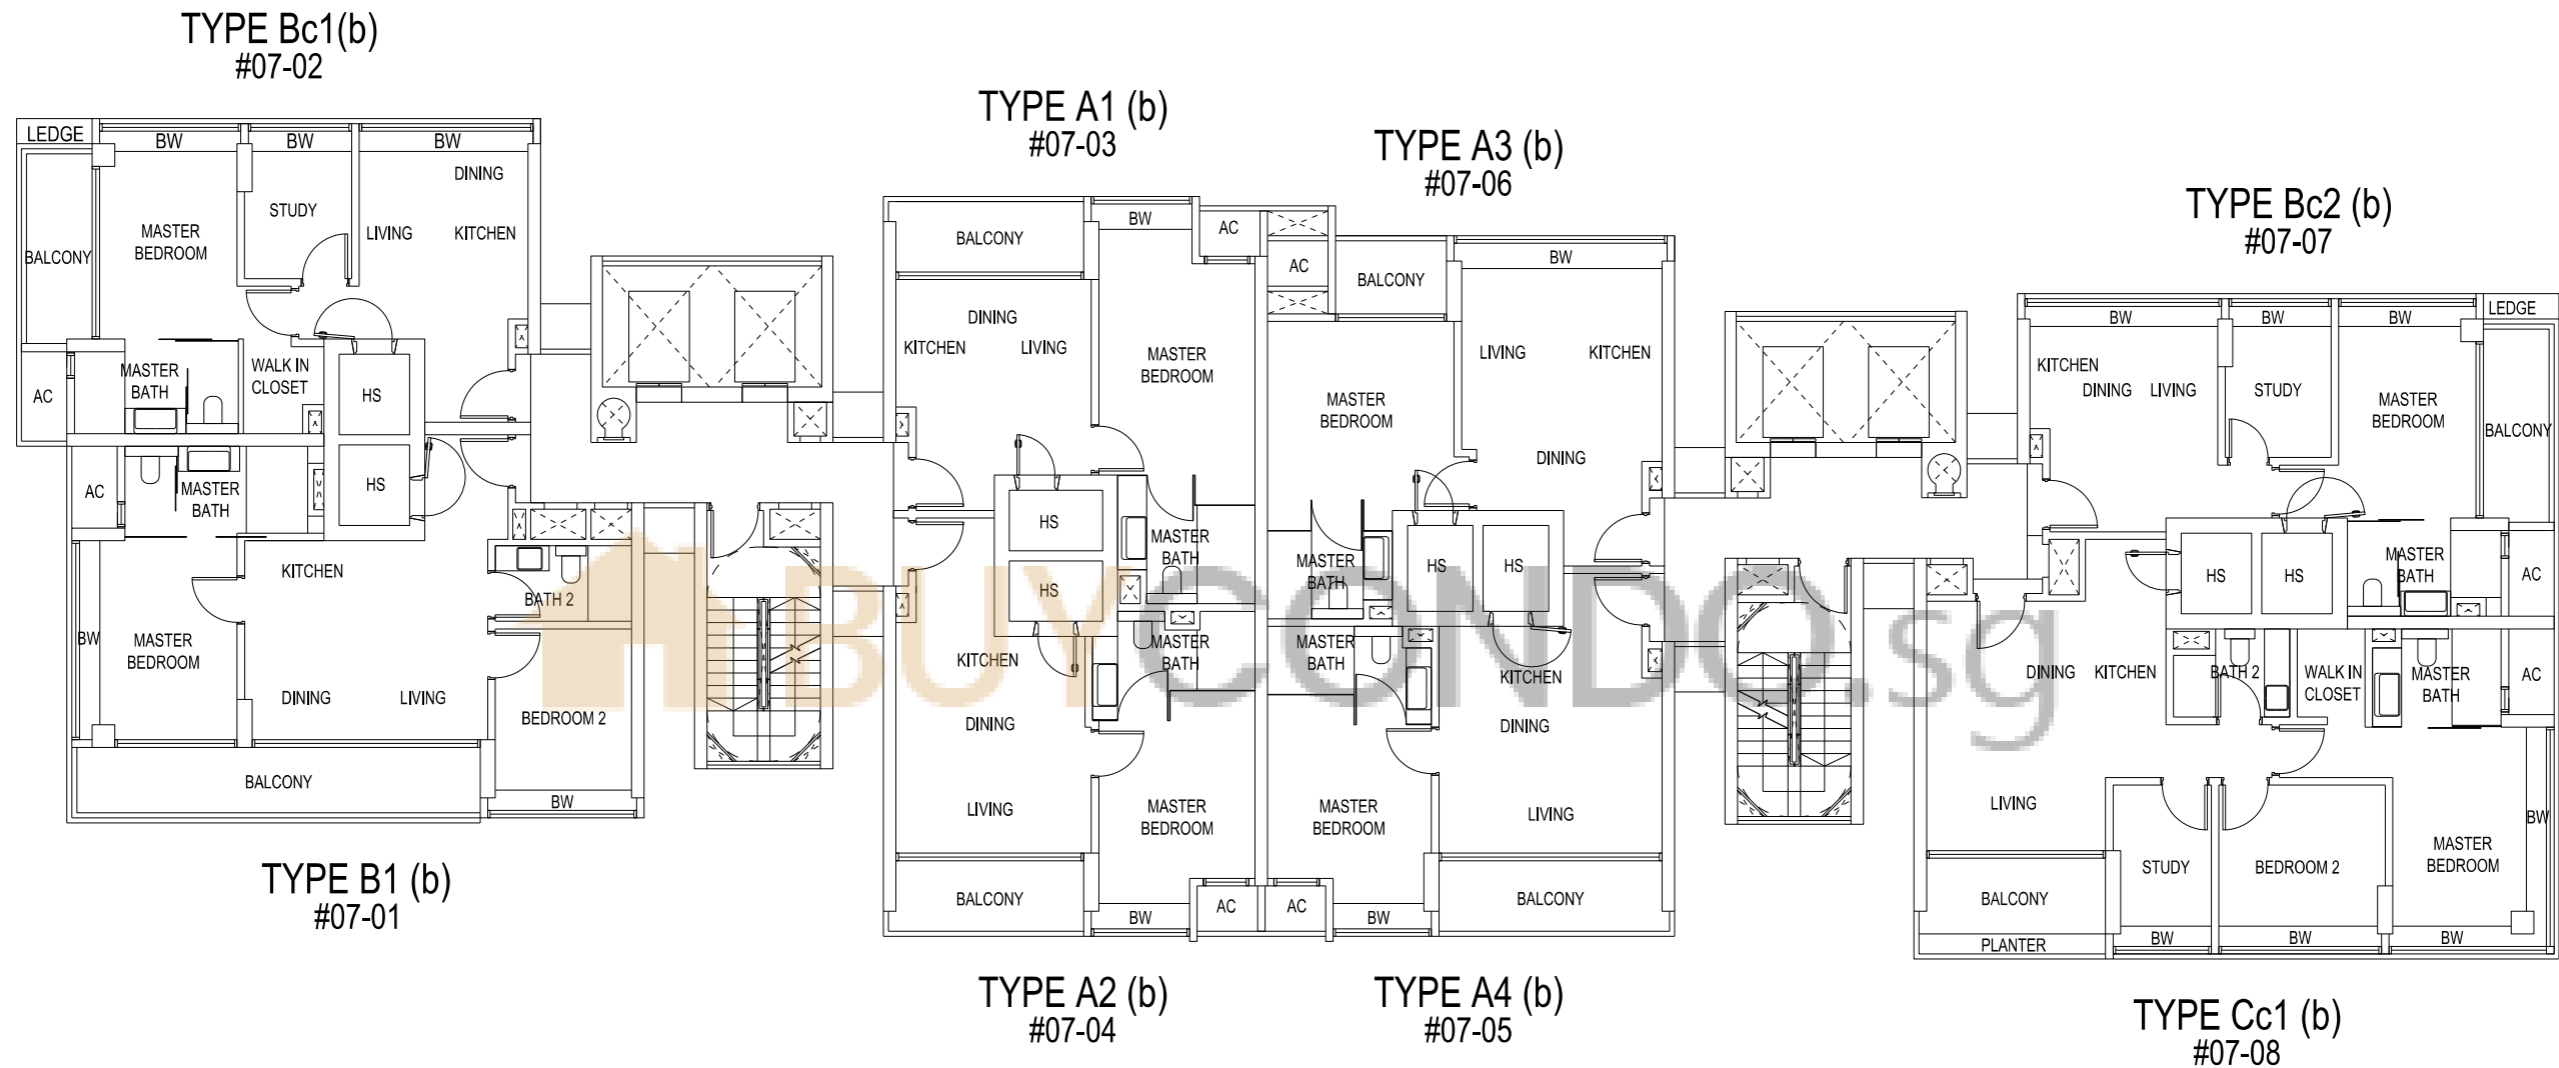 TYPE Bc1(b)
#07-02
LEDGE
BW
BW
BW
DINING
STUDY
MASTER
BEDROOM
LIVING
KITCHEN
BALCONY
MASTER
BATH
WALK IN
CLOSET
AC
HS
HS
AC
MASTER
BATH
KITCHEN
BATH 2
BW
MASTER
BEDROOM
DINING
LIVING
BEDROOM 2
BALCONY
BW
TYPE B1 (b)
#07-01
TYPE A1 (b)
#07-03
BALCONY
BW
AC
DINING
KITCHEN
LIVING
MASTER
BEDROOM
HS
MASTER
BATH
HS
MASTER
BATH
KITCHEN
DINING
LIVING
MASTER
BEDROOM
BALCONY
BW
AC
TYPE A2 (b)
#07-04
TYPE A3 (b)
#07-06
AC
BALCONY
BW
LIVING
KITCHEN
MASTER
BEDROOM
DINING
MASTER
BATH
HS
HS
MASTER
BATH
KITCHEN
DINING
MASTER
BEDROOM
LIVING
AC
BW
BALCONY
TYPE A4 (b)
#07-05
BUYCONDO.sg
TYPE Bc2 (b)
#07-07
LEDGE
BW
BW
BW
KITCHEN
DINING
LIVING
STUDY
MASTER
BEDROOM
BALCONY
HS
HS
MASTER
BATH
AC
DINING
KITCHEN
BATH 2
WALK IN
CLOSET
MASTER
BATH
AC
LIVING
BW
STUDY
BEDROOM 2
MASTER
BEDROOM
BALCONY
PLANTER
BW
BW
BW
TYPE Cc1 (b)
#07-08